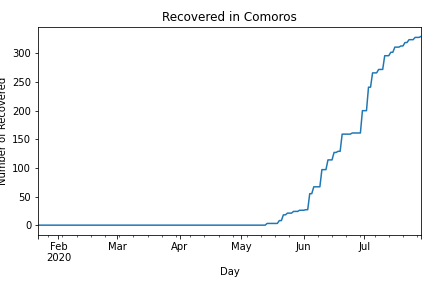 Recovered in Comoros
Number of Recovered
300
250
200
150
100
50
0
Feb
2020
Mar
Apr
May
Jun
Jul
Day